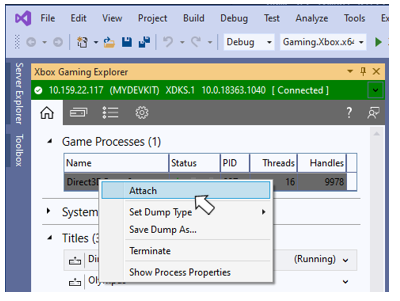 File Edit View Project Build Debug Test Analyze Tools
Debug Gaming.Xbox.x6
Server Explorer
Toolbox
Xbox Gaming Explorer
10.159.22.117 (MYDEVKIT) XDKS.1 10.0.18363.1040 [ Connected ]
?
Game Processes (1)
Name Status PID Threads Handles
Direct3D 16 9978
Attach
Set Dump Type
Save Dump As...
Terminate
Show Process Properties
System
Titles (3
(Running)